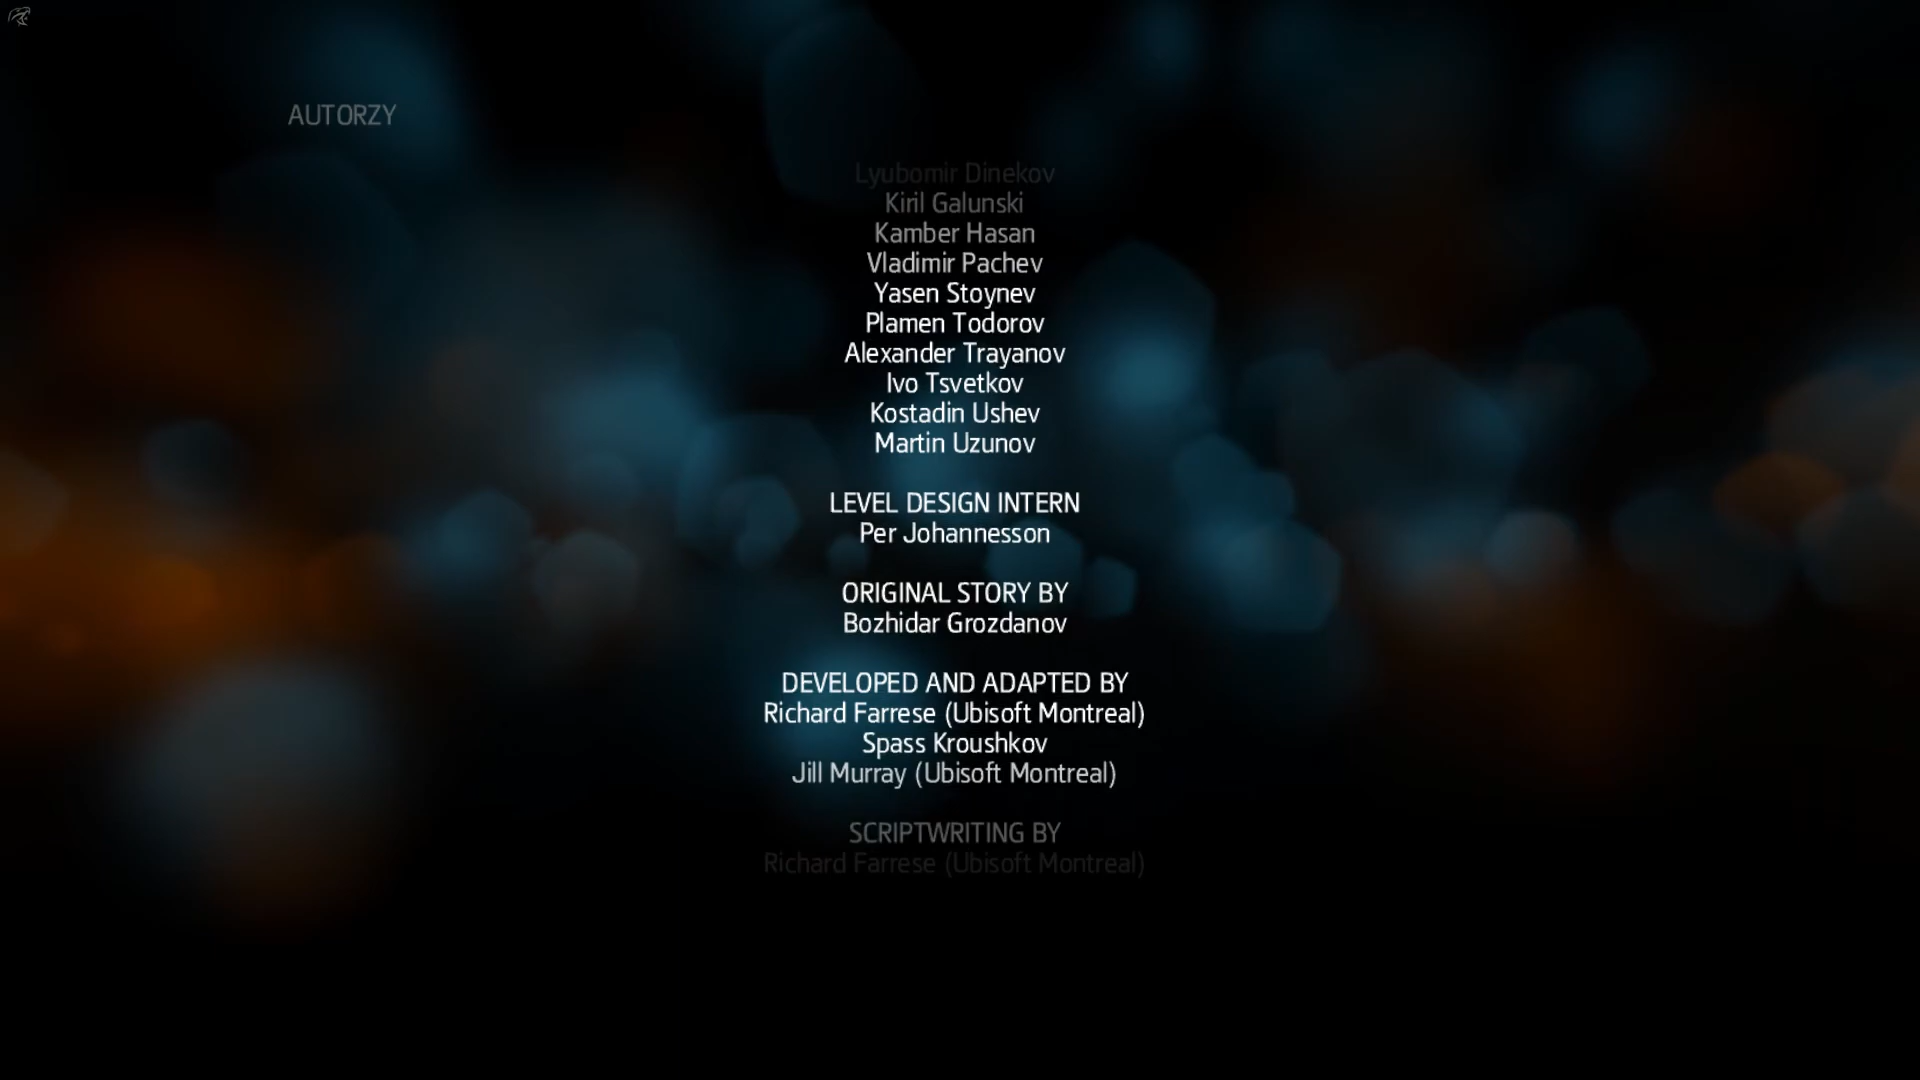 AUTORZY
Lyubomir Dinekov
Kiril Galunski
Kamber Hasan
Vladimir Pachev
Yasen Stoynev
Plamen Todorov
Alexander Trayanov
Ivo Tsvetkov
Kostadin Ushev
Martin Uzunov
LEVEL DESIGN INTERN
Per Johannesson
ORIGINAL STORY BY
Bozhidar Grozdanov
DEVELOPED AND ADAPTED BY
Richard Farrese (Ubisoft Montreal)
Spass Kroushkov
Jill Murray (Ubisoft Montreal)
SCRIPTWRITING BY
Richard Farrese (Ubisoft Montreal)